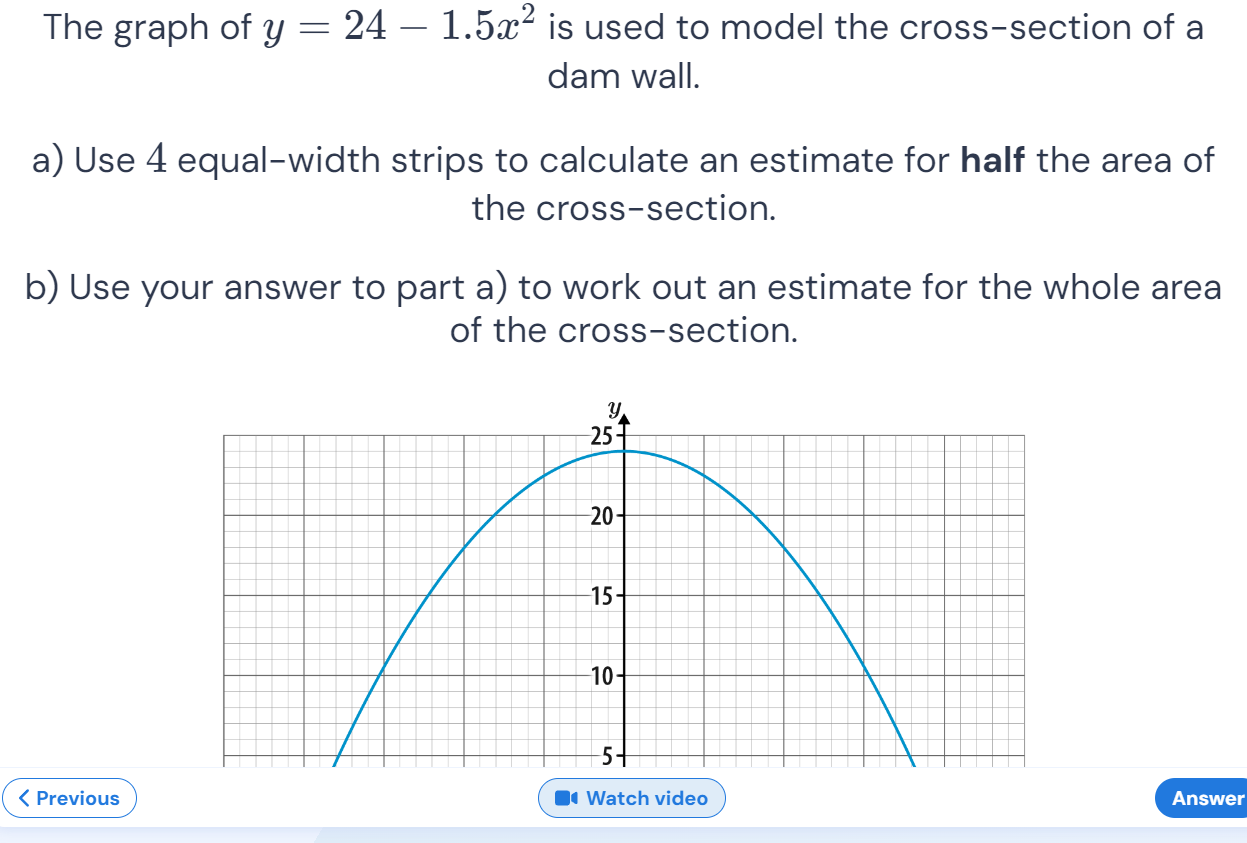 The graph of y = 24 − 1.5x² is used to model the cross-section of a
dam wall.
a) Use 4 equal-width strips to calculate an estimate for half the area of
the cross-section.
b) Use your answer to part a) to work out an estimate for the whole area
of the cross-section.
y
25
20
15
10
5
Previous
Watch video
Answer